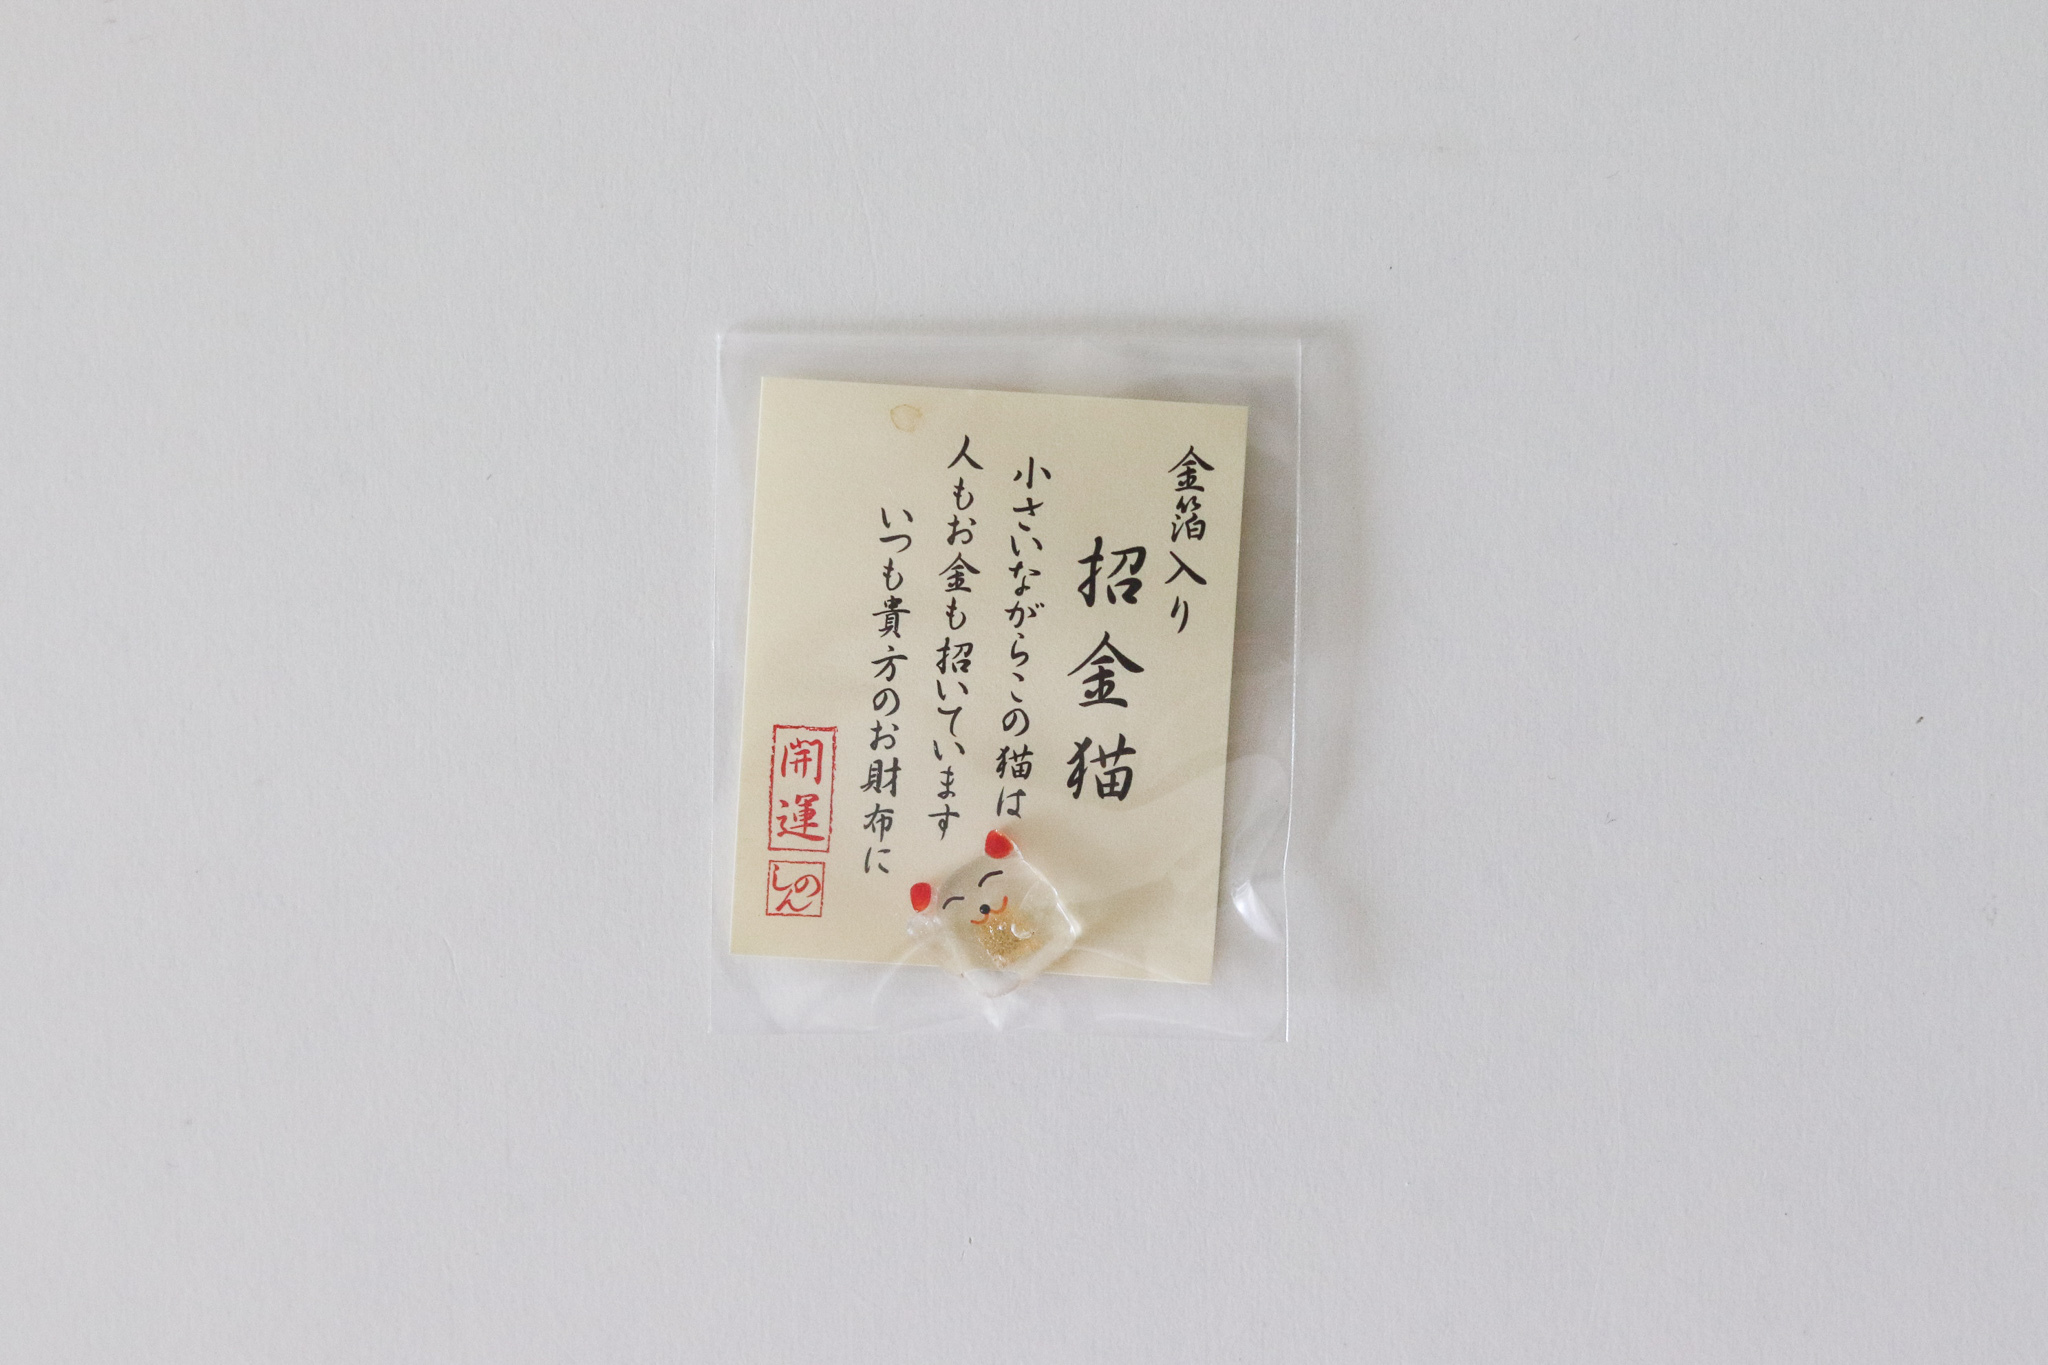 金箔入り
招金猫
小さいながらこの猫は
人もお金も招いています
いつも貴方のお財布に
開運
しのん